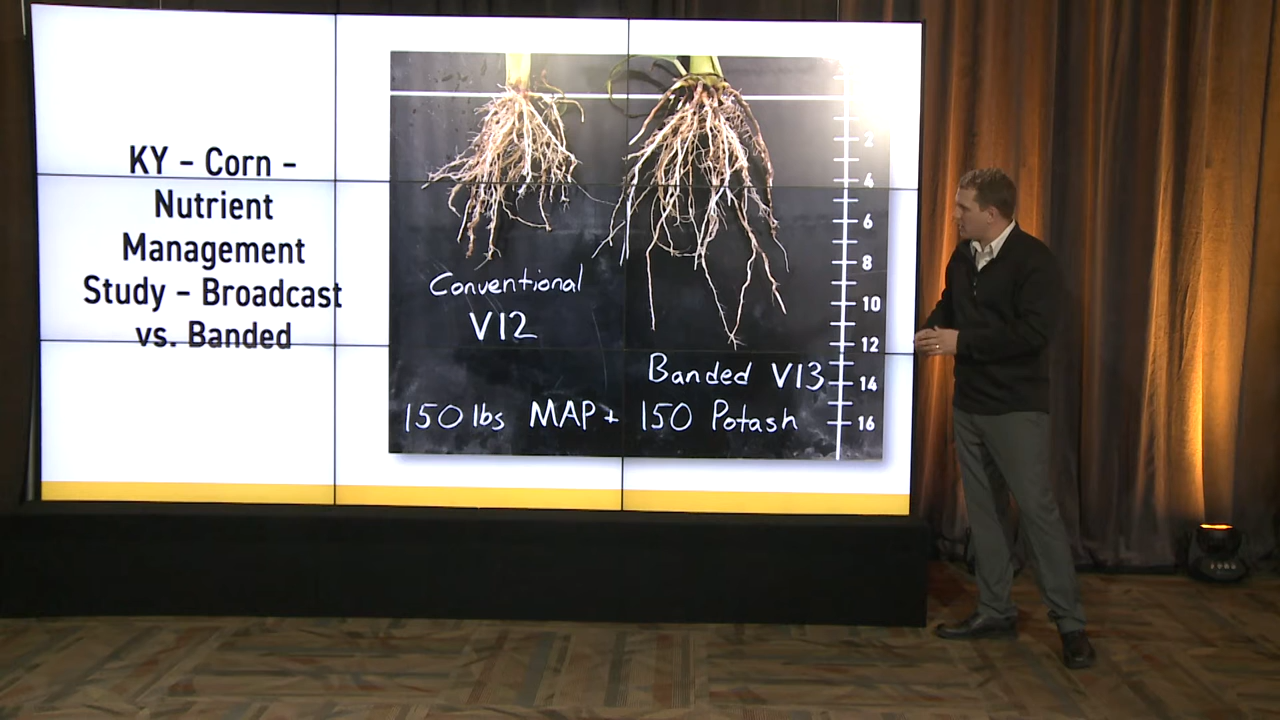 KY – Corn –
Nutrient
Management
Study – Broadcast
vs. Banded
Conventional
V12
Banded V13
150 lbs MAP + 150 Potash
2
4
6
8
10
12
14
16